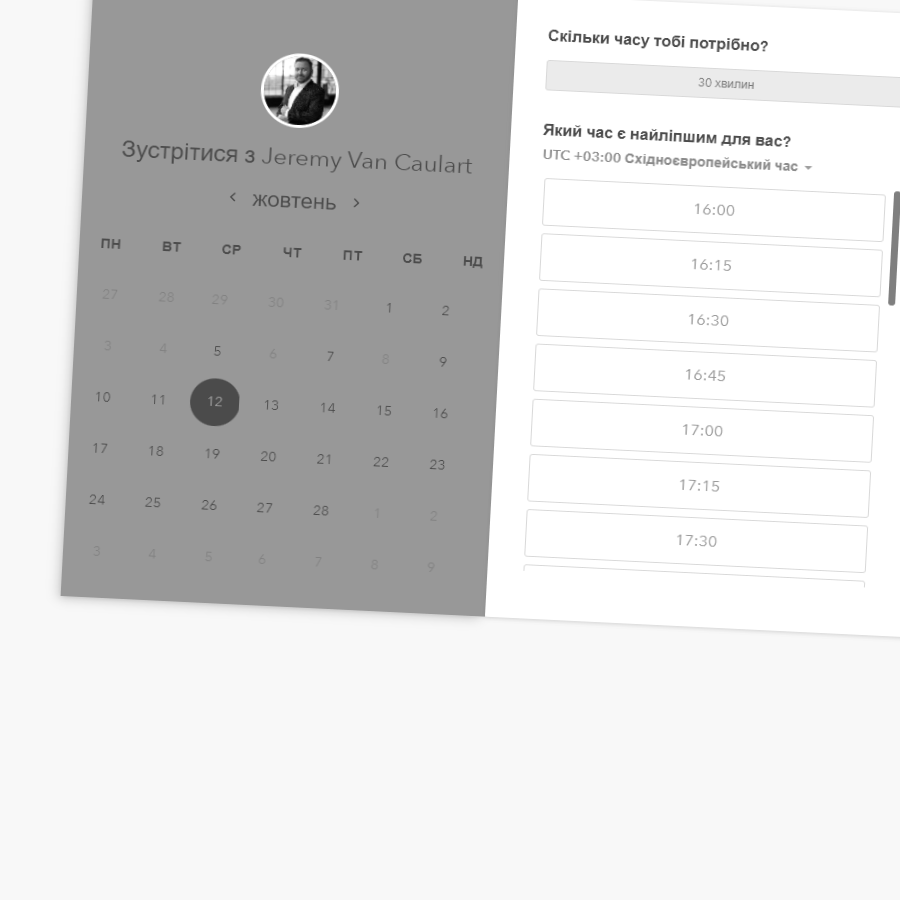 Зустрітися з Jeremy Van Caulart
жовтень
ПН ВТ СР ЧТ ПТ СБ НД
27 28 29 30 31 1 2
3 4 5 6 7 8 9
10 11 12 13 14 15 16
17 18 19 20 21 22 23
24 25 26 27 28 1 2
3 4 5 6 7 8 9
Скільки часу тобі потрібно?
30 хвилин
Який час є найліпшим для вас?
UTC +03:00 Східноєвропейський час
16:00
16:15
16:30
16:45
17:00
17:15
17:30